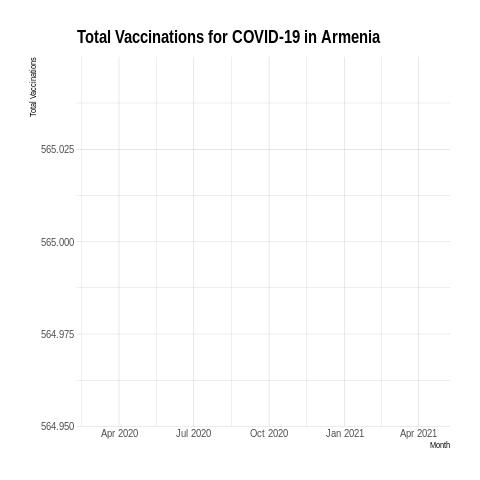 Total Vaccinations for COVID-19 in Armenia
Total Vaccinations
565.025
565.000
564.975
564.950
Apr 2020 Jul 2020 Oct 2020 Jan 2021 Apr 2021
Month